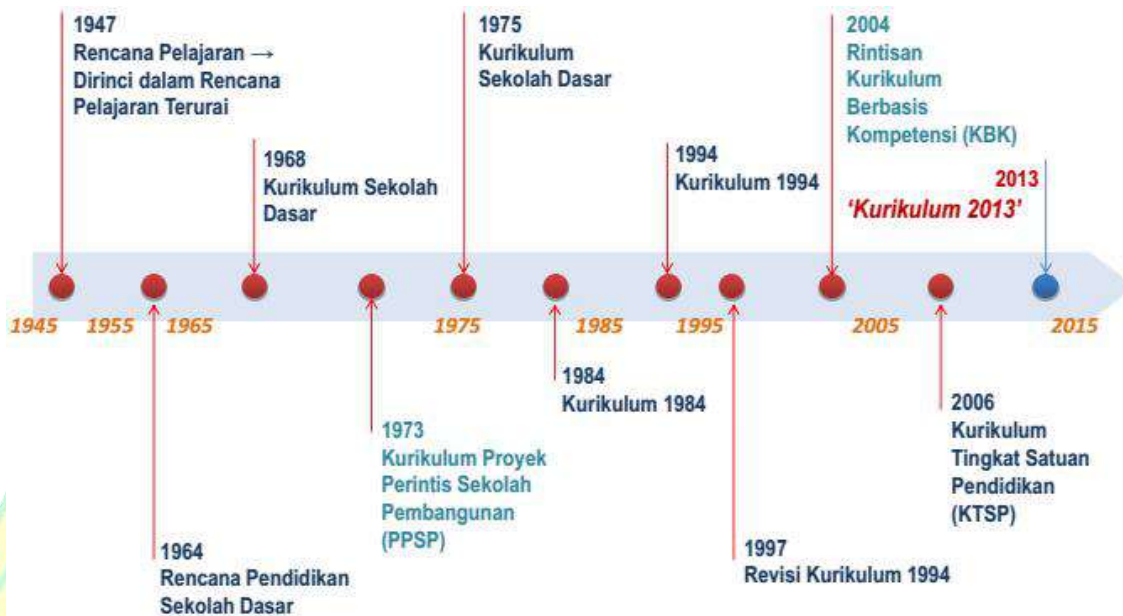 1947
Rencana Pelajaran →
Dirinci dalam Rencana
Pelajaran Terurai
1968
Kurikulum Sekolah
Dasar
1975
Kurikulum
Sekolah Dasar
1994
Kurikulum 1994
2004
Rintisan
Kurikulum
Berbasis
Kompetensi (KBK)
2013
‘Kurikulum 2013’
1945 1955 1965 1975 1985 1995 2005 2015
1964
Rencana Pendidikan
Sekolah Dasar
1973
Kurikulum Proyek
Perintis Sekolah
Pembangunan
(PPSP)
1984
Kurikulum 1984
1997
Revisi Kurikulum 1994
2006
Kurikulum
Tingkat Satuan
Pendidikan
(KTSP)